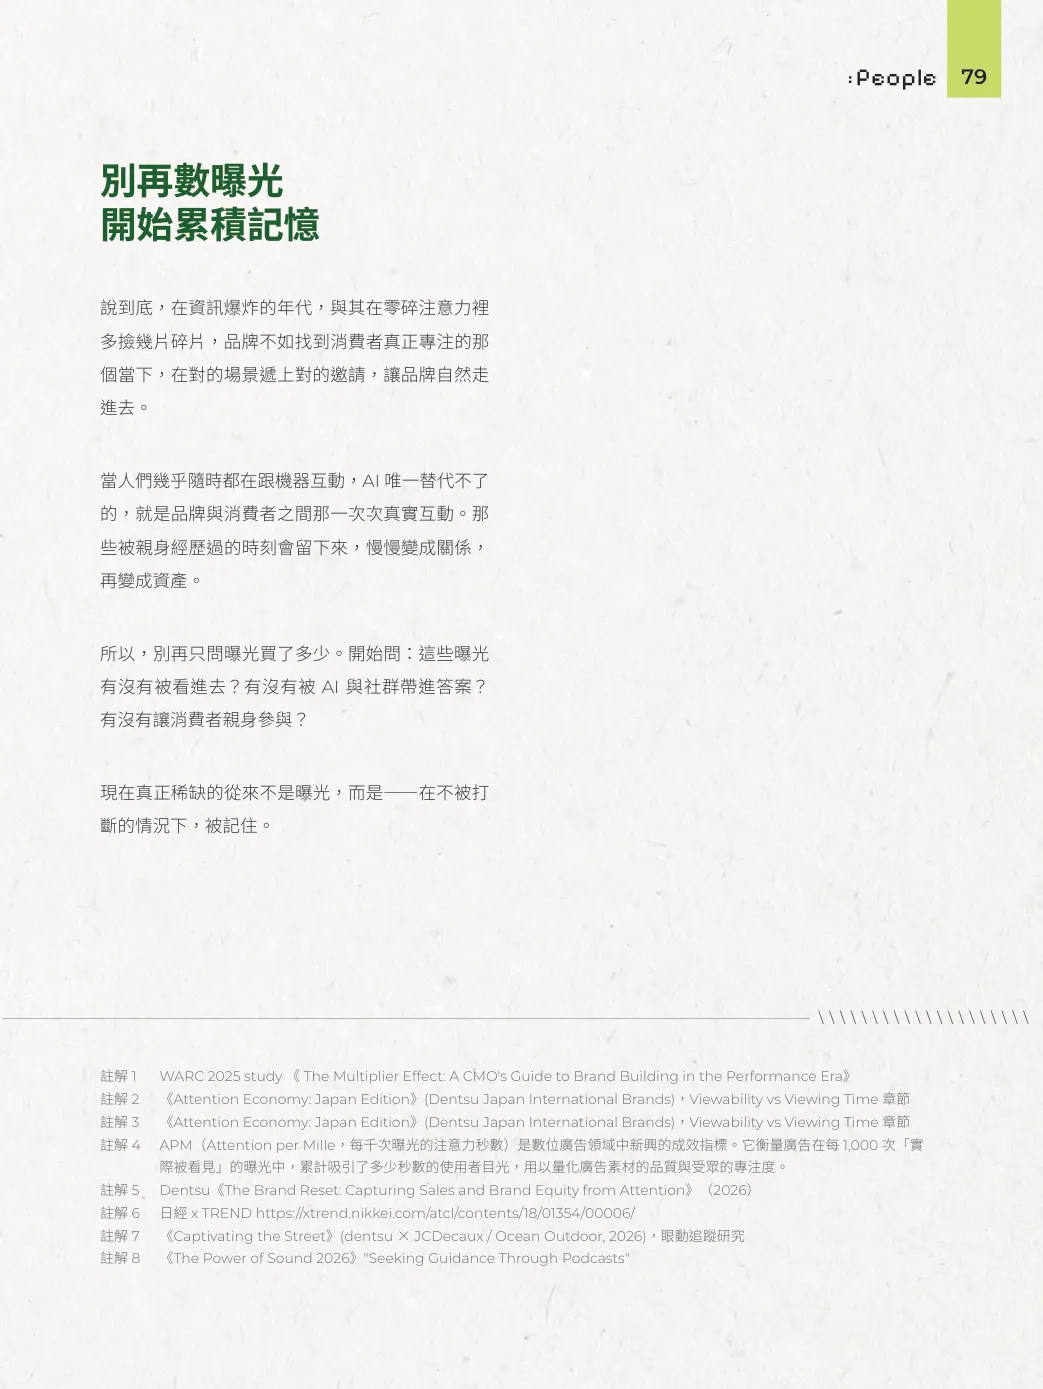 :People 79
別再數曝光
開始累積記憶
說到底，在資訊爆炸的年代，與其在零碎注意力裡
多撿幾片碎片，品牌不如找到消費者真正專注的那
個當下，在對的場景遞上對的邀請，讓品牌自然走
進去。
當人們幾乎隨時都在跟機器互動，AI 唯一替代不了
的，就是品牌與消費者之間那一次次真實互動。那
些被親身經歷過的時刻會留下來，慢慢變成關係，
再變成資產。
所以，別再只問曝光買了多少。開始問：這些曝光
有沒有被看進去？有沒有被 AI 與社群帶進答案？
有沒有讓消費者親身參與？
現在真正稀缺的從來不是曝光，而是——在不被打
斷的情況下，被記住。
註解 1 WARC 2025 study 《 The Multiplier Effect: A CMO's Guide to Brand Building in the Performance Era》
註解 2 《Attention Economy: Japan Edition》(Dentsu Japan International Brands)，Viewability vs Viewing Time 章節
註解 3 《Attention Economy: Japan Edition》(Dentsu Japan International Brands)，Viewability vs Viewing Time 章節
註解 4 APM（Attention per Mille，每千次曝光的注意力秒數）是數位廣告領域中新興的成效指標。它衡量廣告在每 1,000 次「實
際被看見」的曝光中，累計吸引了多少秒數的使用者目光，用以量化廣告素材的品質與受眾的專注度。
註解 5 Dentsu《The Brand Reset: Capturing Sales and Brand Equity from Attention》（2026）
註解 6 日經 x TREND https://xtrend.nikkei.com/atcl/contents/18/01354/00006/
註解 7 《Captivating the Street》(dentsu × JCDecaux / Ocean Outdoor, 2026)，眼動追蹤研究
註解 8 《The Power of Sound 2026》"Seeking Guidance Through Podcasts"